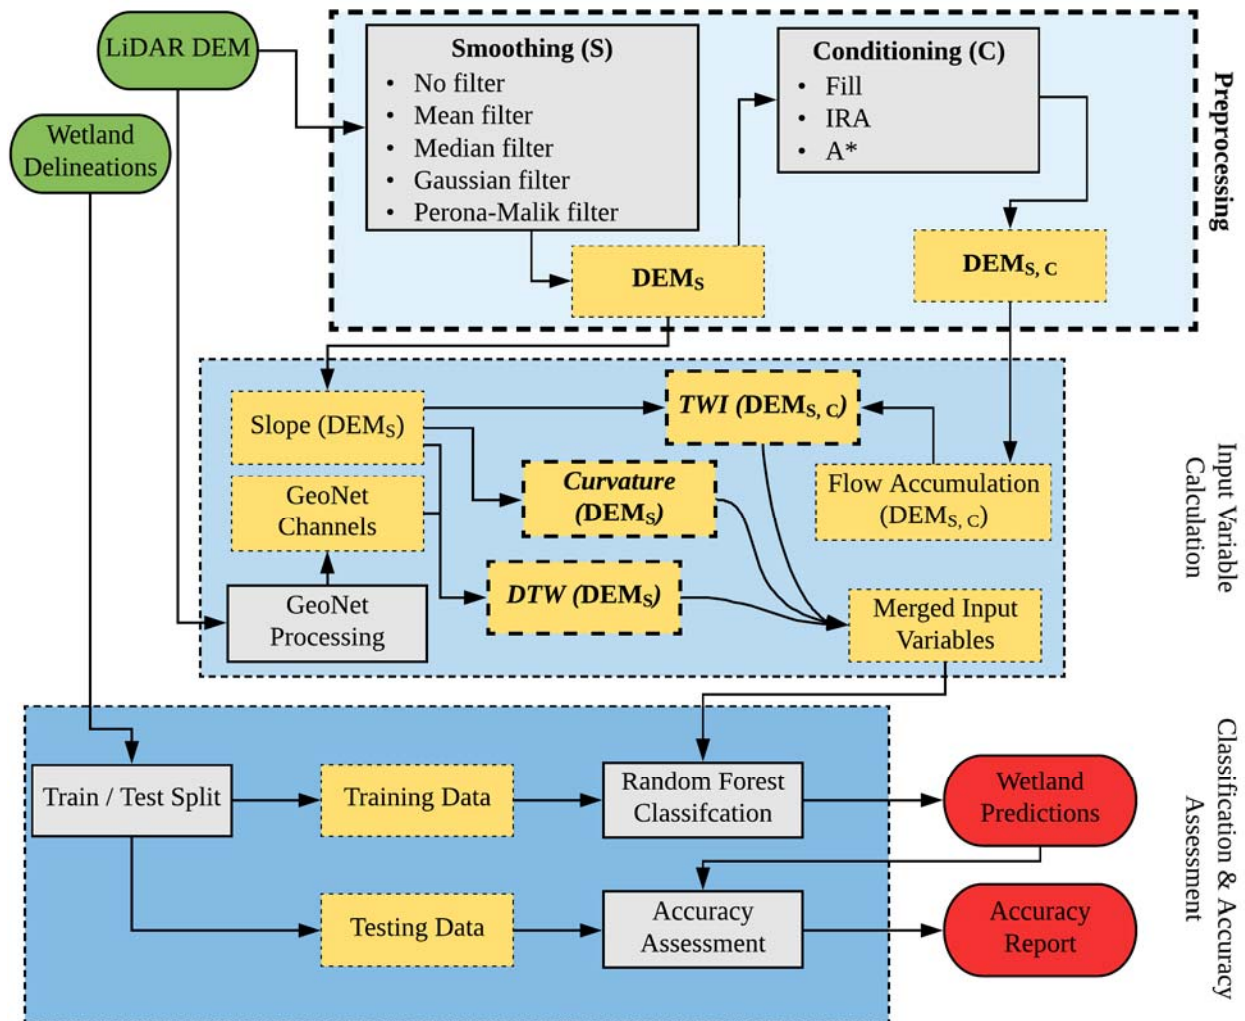 LiDAR DEM
Wetland
Delineations
Smoothing (S)
• No filter
• Mean filter
• Median filter
• Gaussian filter
• Perona-Malik filter
Conditioning (C)
• Fill
• IRA
• A*
DEMS
DEMS, C
Preprocessing
Slope (DEMS)
TWI (DEMS, C)
Curvature
(DEMS)
GeoNet
Channels
Flow Accumulation
(DEMS, C)
DTW (DEMS)
GeoNet
Processing
Merged Input
Variables
Input Variable
Calculation
Train / Test Split
Training Data
Random Forest
Classifcation
Wetland
Predictions
Testing Data
Accuracy
Assessment
Accuracy
Report
Classification & Accuracy
Assessment